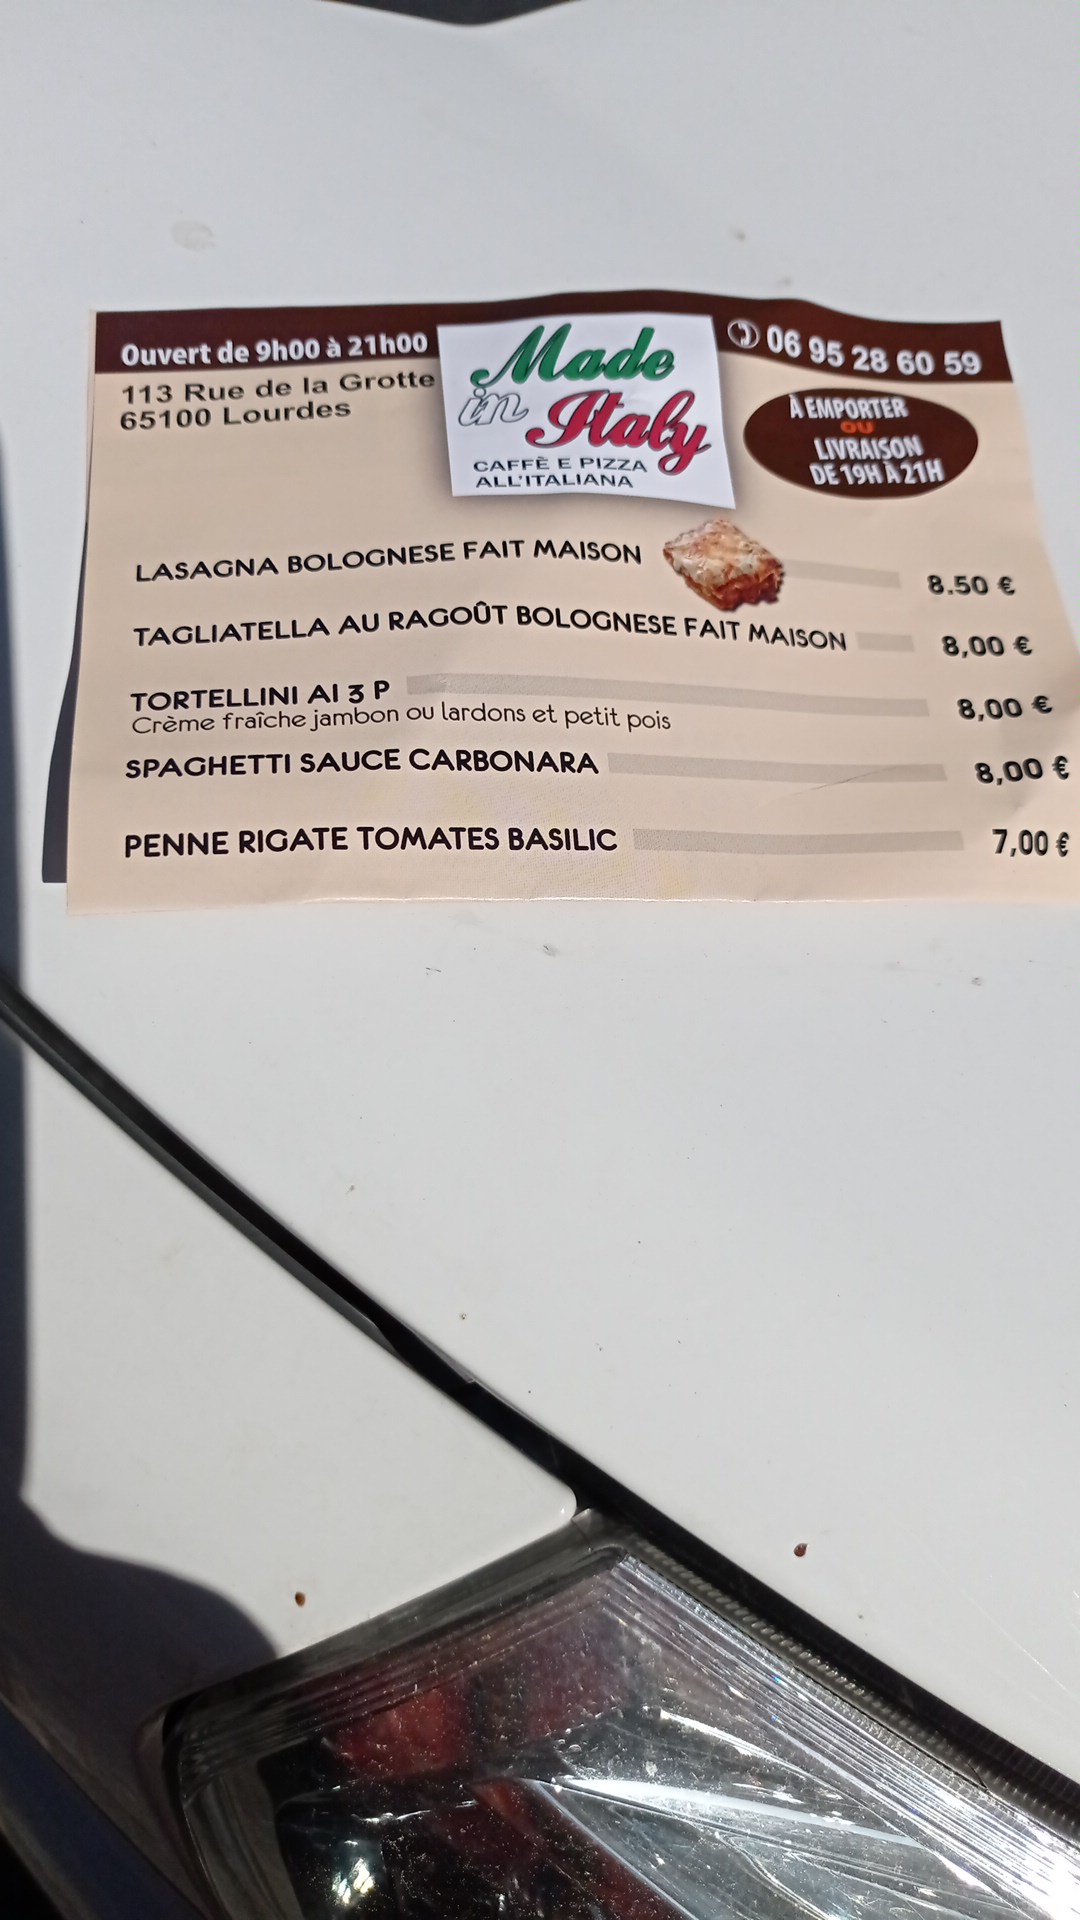 Ouvert de 9h00 à 21h00
113 Rue de la Grotte
65100 Lourdes
Made
in Italy
CAFFÈ E PIZZA
ALL'ITALIANA
06 95 28 60 59
À EMPORTER
OU
LIVRAISON
DE 19H À 21H
LASAGNA BOLOGNESE FAIT MAISON 8.50 €
TAGLIATELLA AU RAGOÛT BOLOGNESE FAIT MAISON 8,00 €
TORTELLINI AI 3 P 8,00 €
Crème fraîche jambon ou lardons et petit pois
SPAGHETTI SAUCE CARBONARA 8,00 €
PENNE RIGATE TOMATES BASILIC 7,00 €